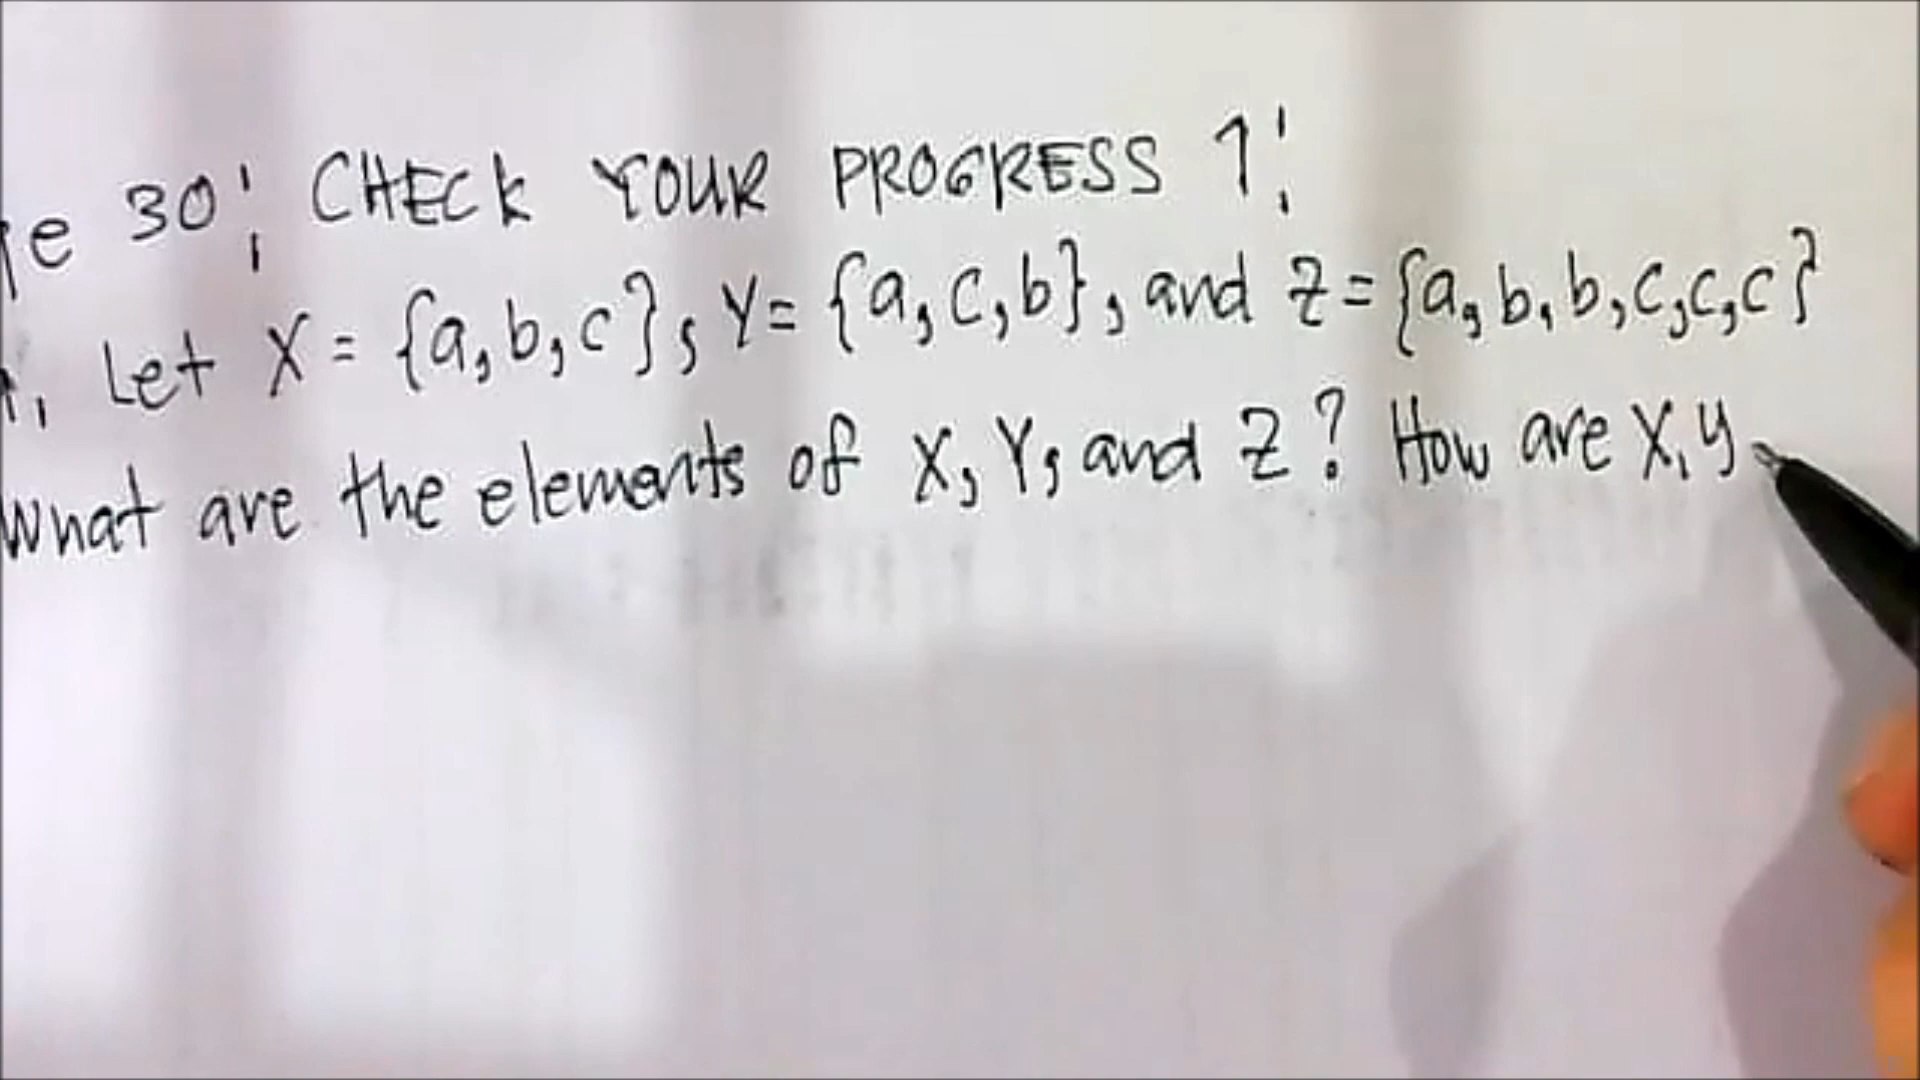 30: CHECK YOUR PROGRESS 1:
Let X = {a, b, c}, Y = {a, c, b}, and Z = {a, b, b, c, c, c}
What are the elements of X, Y, and Z? How are X, Y